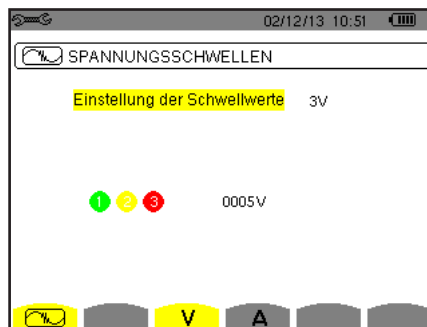 02/12/13 10:51
SPANNUNGSSCHWELLEN
Einstellung der Schwellwerte 3V
1 2 3 0005V
V A